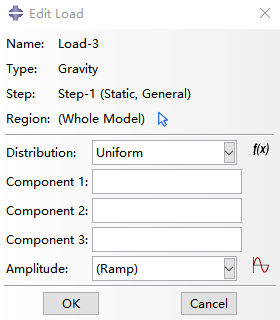 Edit Load
Name: Load-3
Type: Gravity
Step: Step-1 (Static, General)
Region: (Whole Model)
Distribution: Uniform f(x)
Component 1:
Component 2:
Component 3:
Amplitude: (Ramp)
OK Cancel